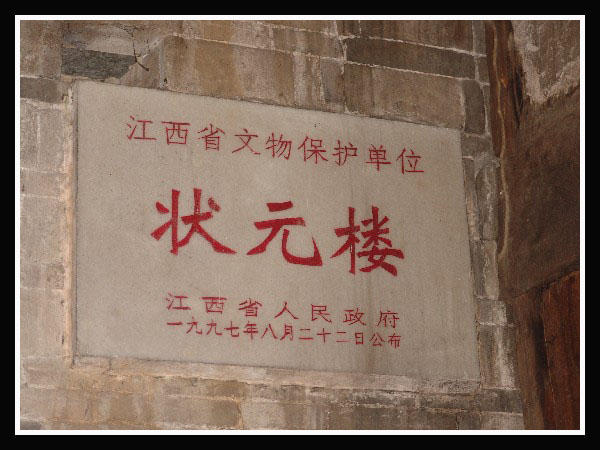 江西省文物保护单位
状元楼
江西省人民政府
一九九七年八月二十二日公布